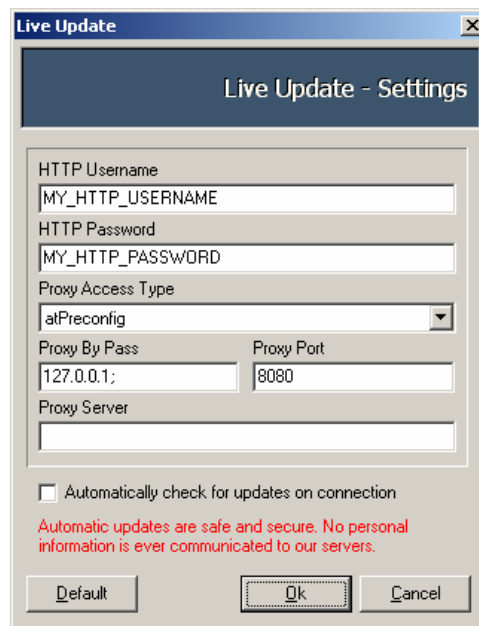 Live Update
Live Update - Settings
HTTP Username
MY_HTTP_USERNAME
HTTP Password
MY_HTTP_PASSWORD
Proxy Access Type
atPreconfig
Proxy By Pass Proxy Port
127.0.0.1; 8080
Proxy Server
Automatically check for updates on connection
Automatic updates are safe and secure. No personal
information is ever communicated to our servers.
Default Ok Cancel